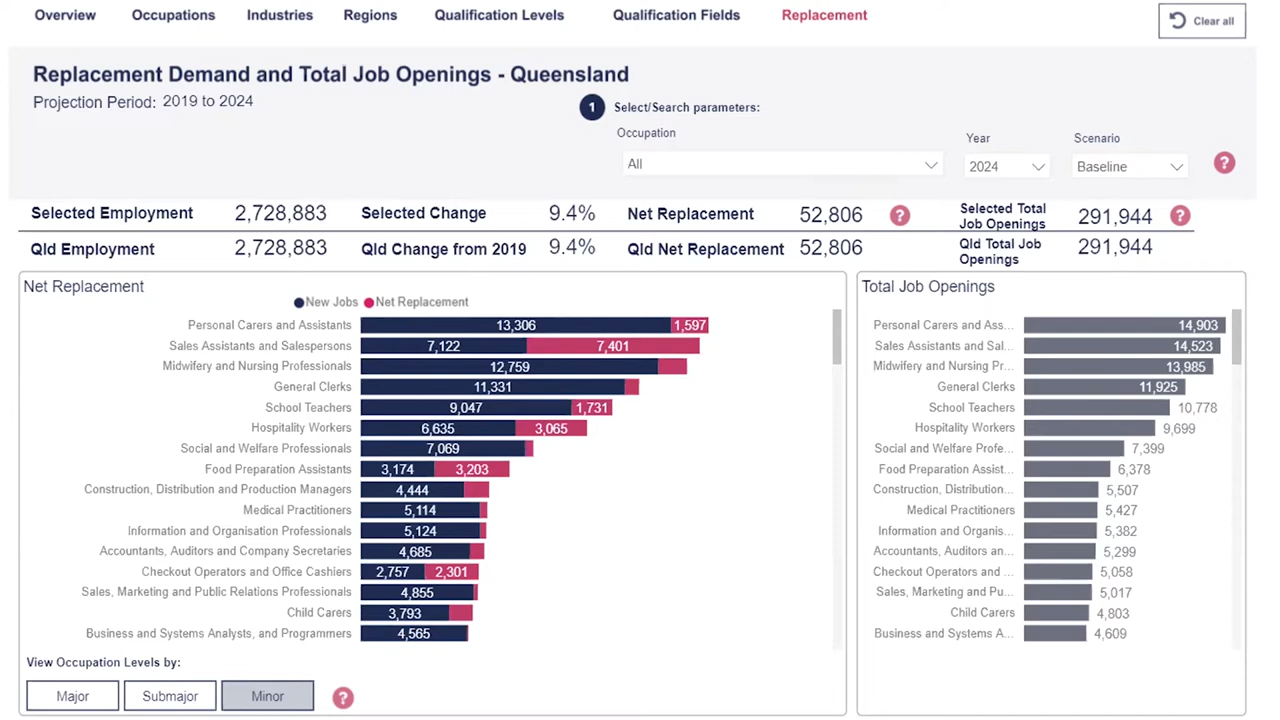 Overview Occupations Industries Regions Qualification Levels Qualification Fields Replacement Clear all
Replacement Demand and Total Job Openings - Queensland
Projection Period: 2019 to 2024
1 Select/Search parameters:
Occupation Year Scenario
All 2024 Baseline ?
Selected Employment 2,728,883 Selected Change 9.4% Net Replacement 52,806 ? Selected Total Job Openings 291,944 ?
Qld Employment 2,728,883 Qld Change from 2019 9.4% Qld Net Replacement 52,806 Qld Total Job Openings 291,944
Net Replacement
New Jobs Net Replacement
Personal Carers and Assistants 13,306 1,597
Sales Assistants and Salespersons 7,122 7,401
Midwifery and Nursing Professionals 12,759
General Clerks 11,331
School Teachers 9,047 1,731
Hospitality Workers 6,635 3,065
Social and Welfare Professionals 7,069
Food Preparation Assistants 3,174 3,203
Construction, Distribution and Production Managers 4,444
Medical Practitioners 5,114
Information and Organisation Professionals 5,124
Accountants, Auditors and Company Secretaries 4,685
Checkout Operators and Office Cashiers 2,757 2,301
Sales, Marketing and Public Relations Professionals 4,855
Child Carers 3,793
Business and Systems Analysts, and Programmers 4,565
View Occupation Levels by:
Major Submajor Minor ?
Total Job Openings
Personal Carers and Ass... 14,903
Sales Assistants and Sal... 14,523
Midwifery and Nursing Pr... 13,985
General Clerks 11,925
School Teachers 10,778
Hospitality Workers 9,699
Social and Welfare Profe... 7,399
Food Preparation Assist... 6,378
Construction, Distribution... 5,507
Medical Practitioners 5,427
Information and Organis... 5,382
Accountants, Auditors an... 5,299
Checkout Operators and ... 5,058
Sales, Marketing and Pu... 5,017
Child Carers 4,803
Business and Systems A... 4,609